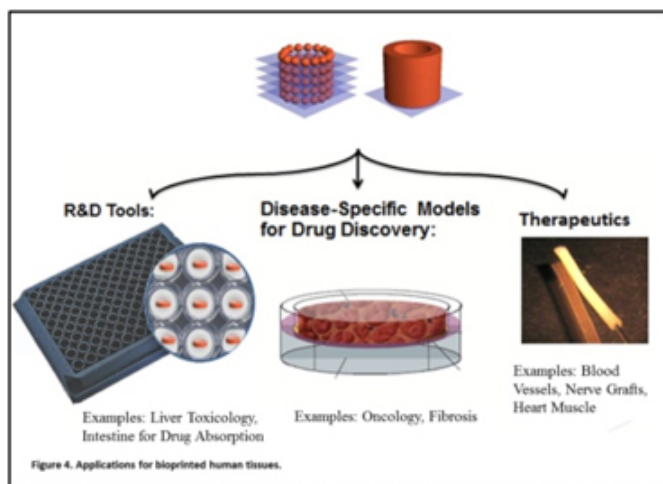 R&D Tools:
Disease-Specific Models
for Drug Discovery:
Therapeutics
Examples: Liver Toxicology,
Intestine for Drug Absorption
Examples: Oncology, Fibrosis
Examples: Blood
Vessels, Nerve Grafts,
Heart Muscle
Figure 4. Applications for bioprinted human tissues.